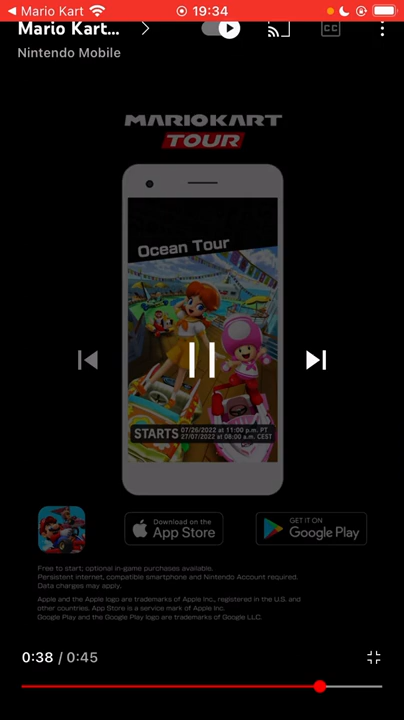 ◀ Mario Kart 19:34
Mario Kart...
CC
Nintendo Mobile
MARIOKART
TOUR
Ocean Tour
STARTS 07/26/2022 at 11:00 p.m. PT
27/07/2022 at 08:00 a.m. CEST
Download on the
App Store
GET IT ON
Google Play
Free to start; optional in-game purchases available.
Persistent internet, compatible smartphone and Nintendo Account required.
Data charges may apply.
Apple and the Apple logo are trademarks of Apple Inc., registered in the U.S. and
other countries. App Store is a service mark of Apple Inc.
Google Play and the Google Play logo are trademarks of Google LLC.
0:38 / 0:45